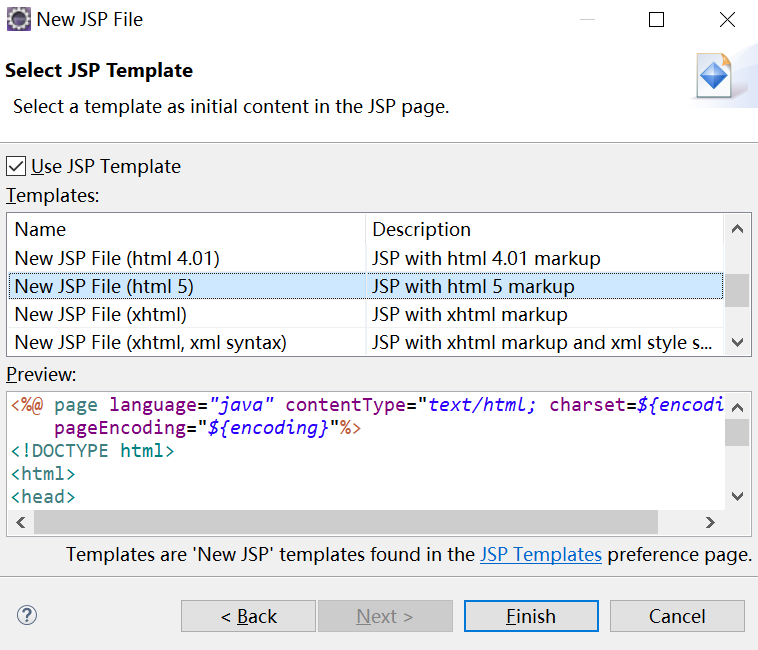 New JSP File
Select JSP Template
Select a template as initial content in the JSP page.
Use JSP Template
Templates:
Name Description
New JSP File (html 4.01) JSP with html 4.01 markup
New JSP File (html 5) JSP with html 5 markup
New JSP File (xhtml) JSP with xhtml markup
New JSP File (xhtml, xml syntax) JSP with xhtml markup and xml style s...
Preview:
<%@ page language="java" contentType="text/html; charset=${encodi
pageEncoding="${encoding}"%>
<!DOCTYPE html>
<html>
<head>
Templates are 'New JSP' templates found in the JSP Templates preference page.
? < Back Next > Finish Cancel